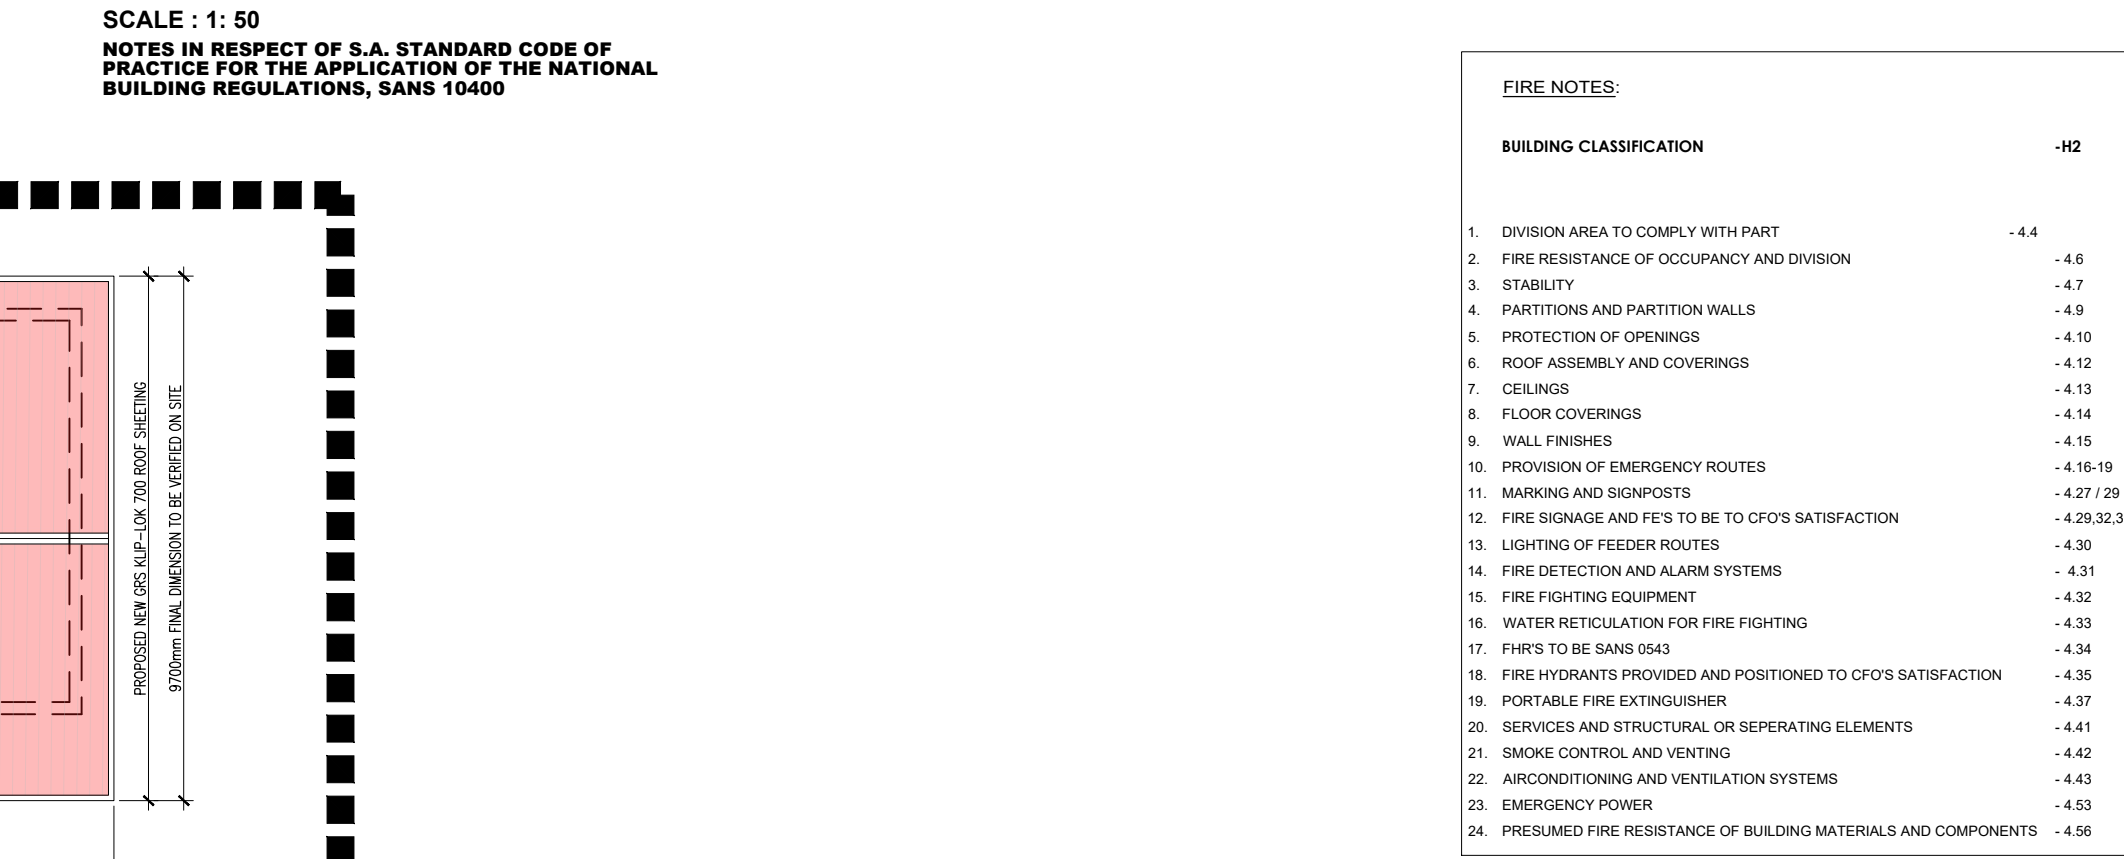 SCALE : 1: 50
NOTES IN RESPECT OF S.A. STANDARD CODE OF
PRACTICE FOR THE APPLICATION OF THE NATIONAL
BUILDING REGULATIONS, SANS 10400
PROPOSED NEW GRS KLIP-LOK 700 ROOF SHEETING
9700mm FINAL DIMENSION TO BE VERIFIED ON SITE
FIRE NOTES:
BUILDING CLASSIFICATION -H2
1. DIVISION AREA TO COMPLY WITH PART - 4.4
2. FIRE RESISTANCE OF OCCUPANCY AND DIVISION - 4.6
3. STABILITY - 4.7
4. PARTITIONS AND PARTITION WALLS - 4.9
5. PROTECTION OF OPENINGS - 4.10
6. ROOF ASSEMBLY AND COVERINGS - 4.12
7. CEILINGS - 4.13
8. FLOOR COVERINGS - 4.14
9. WALL FINISHES - 4.15
10. PROVISION OF EMERGENCY ROUTES - 4.16-19
11. MARKING AND SIGNPOSTS - 4.27 / 29
12. FIRE SIGNAGE AND FE'S TO BE TO CFO'S SATISFACTION - 4.29,32,3
13. LIGHTING OF FEEDER ROUTES - 4.30
14. FIRE DETECTION AND ALARM SYSTEMS - 4.31
15. FIRE FIGHTING EQUIPMENT - 4.32
16. WATER RETICULATION FOR FIRE FIGHTING - 4.33
17. FHR'S TO BE SANS 0543 - 4.34
18. FIRE HYDRANTS PROVIDED AND POSITIONED TO CFO'S SATISFACTION - 4.35
19. PORTABLE FIRE EXTINGUISHER - 4.37
20. SERVICES AND STRUCTURAL OR SEPERATING ELEMENTS - 4.41
21. SMOKE CONTROL AND VENTING - 4.42
22. AIRCONDITIONING AND VENTILATION SYSTEMS - 4.43
23. EMERGENCY POWER - 4.53
24. PRESUMED FIRE RESISTANCE OF BUILDING MATERIALS AND COMPONENTS - 4.56